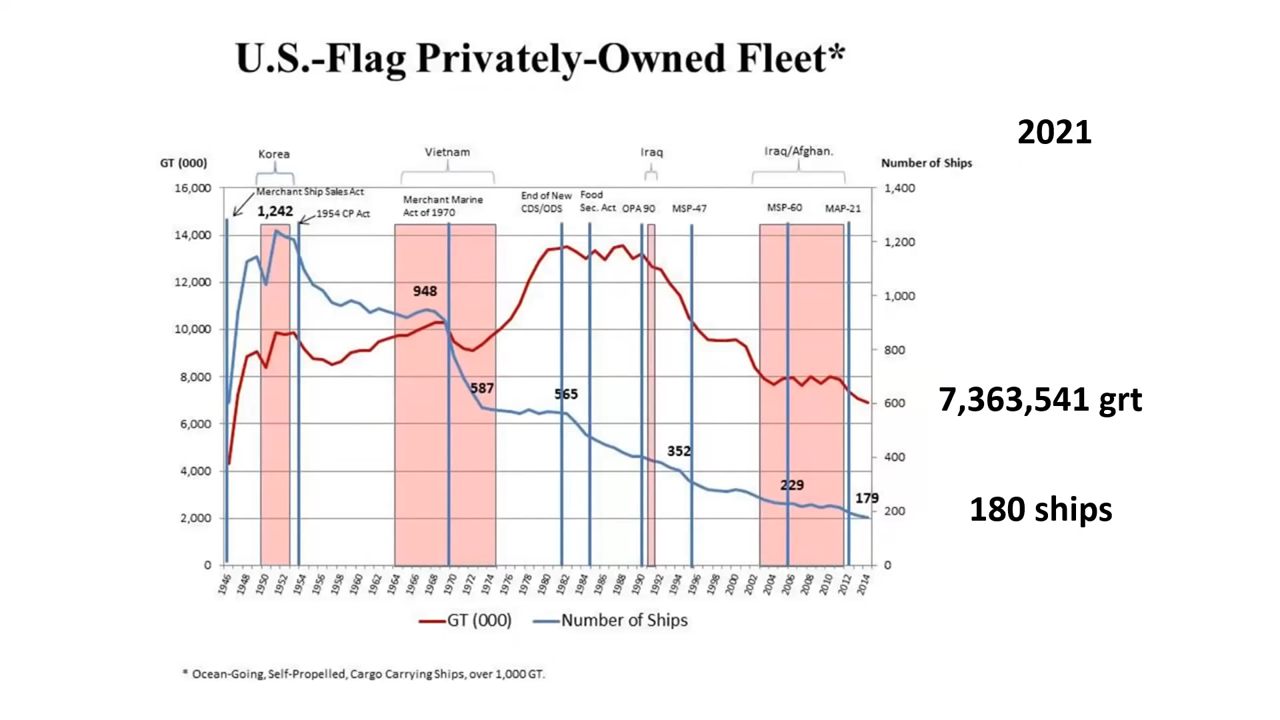 U.S.-Flag Privately-Owned Fleet*
2021
Korea
Vietnam
Iraq
Iraq/Afghan.
GT (000)
Number of Ships
16,000
14,000
12,000
10,000
8,000
6,000
4,000
2,000
0
1,400
1,200
1,000
800
600
400
200
0
Merchant Ship Sales Act
1,242
1954 CP Act
Merchant Marine
Act of 1970
End of New
CDS/ODS
Food
Sec. Act
OPA 90
MSP-47
MSP-60
MAP-21
948
587
565
352
229
179
7,363,541 grt
180 ships
1946
1948
1950
1952
1954
1956
1958
1960
1962
1964
1966
1968
1970
1972
1974
1976
1978
1980
1982
1984
1986
1988
1990
1992
1994
1996
1998
2000
2002
2004
2006
2008
2010
2012
2014
GT (000)
Number of Ships
* Ocean-Going, Self-Propelled, Cargo Carrying Ships, over 1,000 GT.